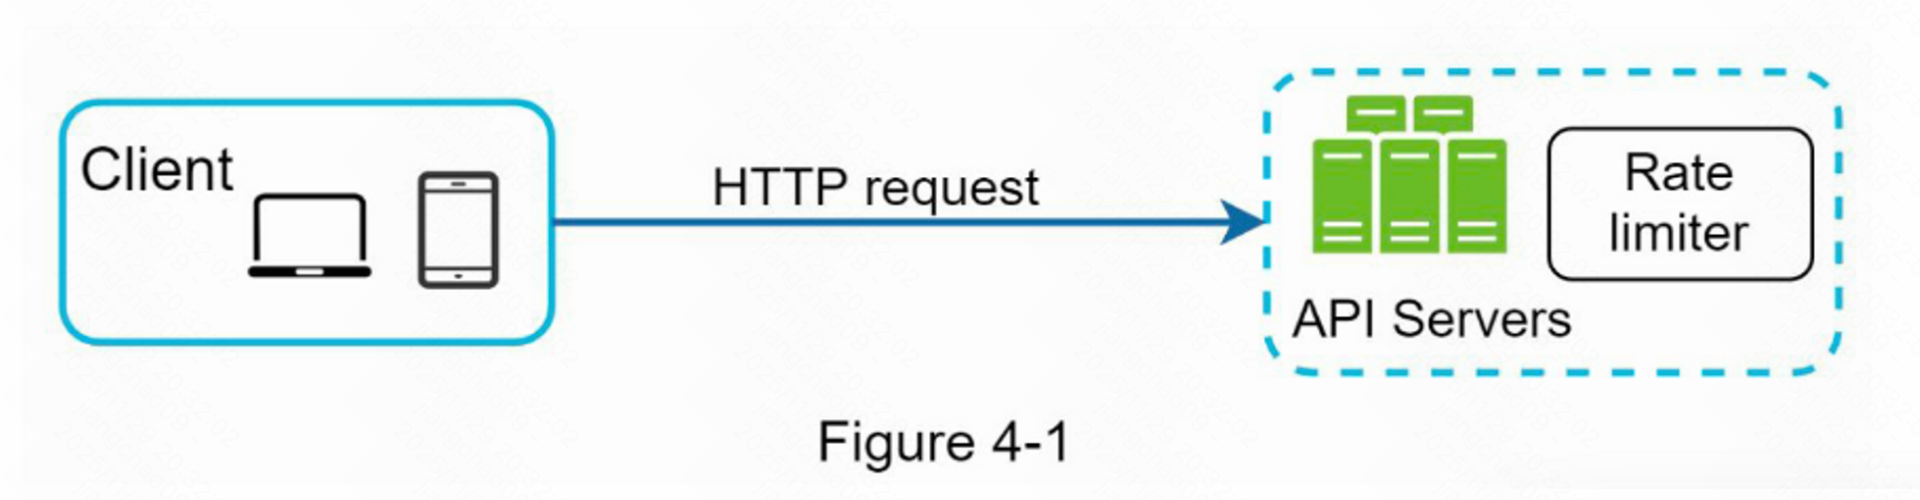 Client
HTTP request
Rate
limiter
API Servers
Figure 4-1